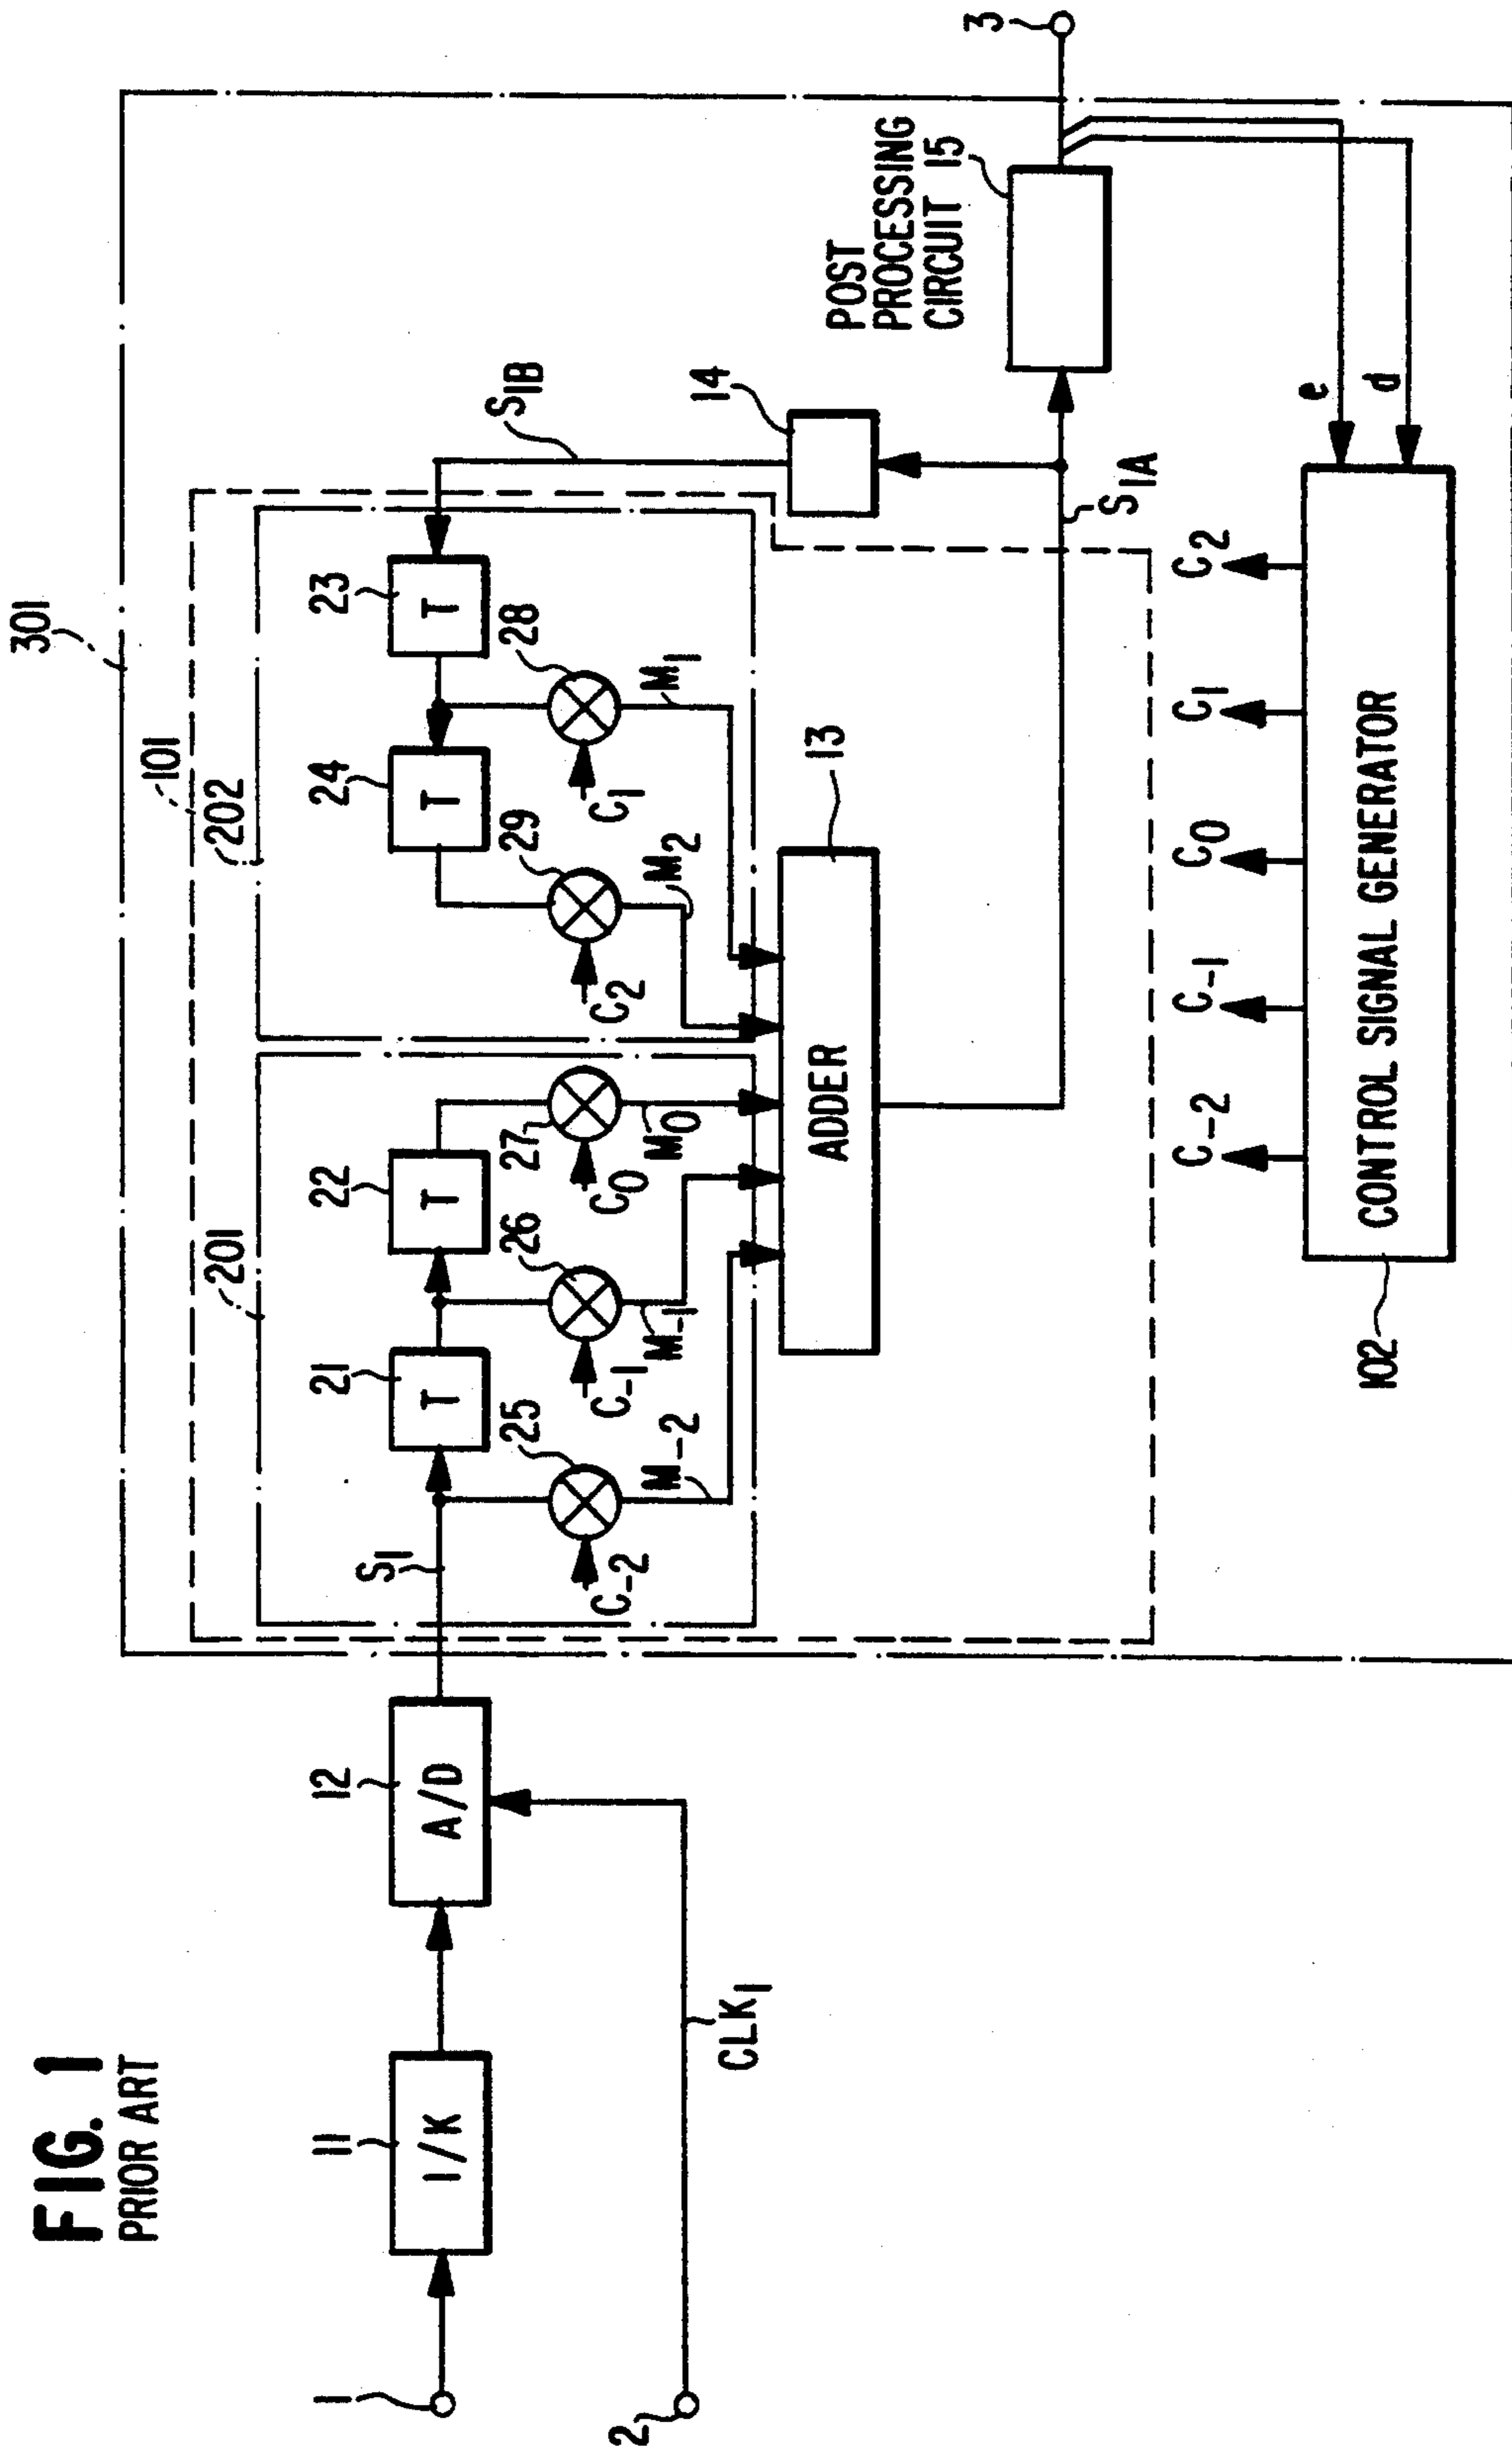 FIG. 1
PRIOR ART
301
101
201
202
1
11
1/K
12
A/D
S1
21
T
22
T
24
T
23
T
S1B
25
26
27
29
28
C-2
C-1
C0
C2
C1
M-2
M-1
M0
M2
M1
2
CLK1
ADDER
13
14
POST
PROCESSING
CIRCUIT 15
3
S1A
C-2
C-1
C0
C1
C2
e
d
102
CONTROL SIGNAL GENERATOR